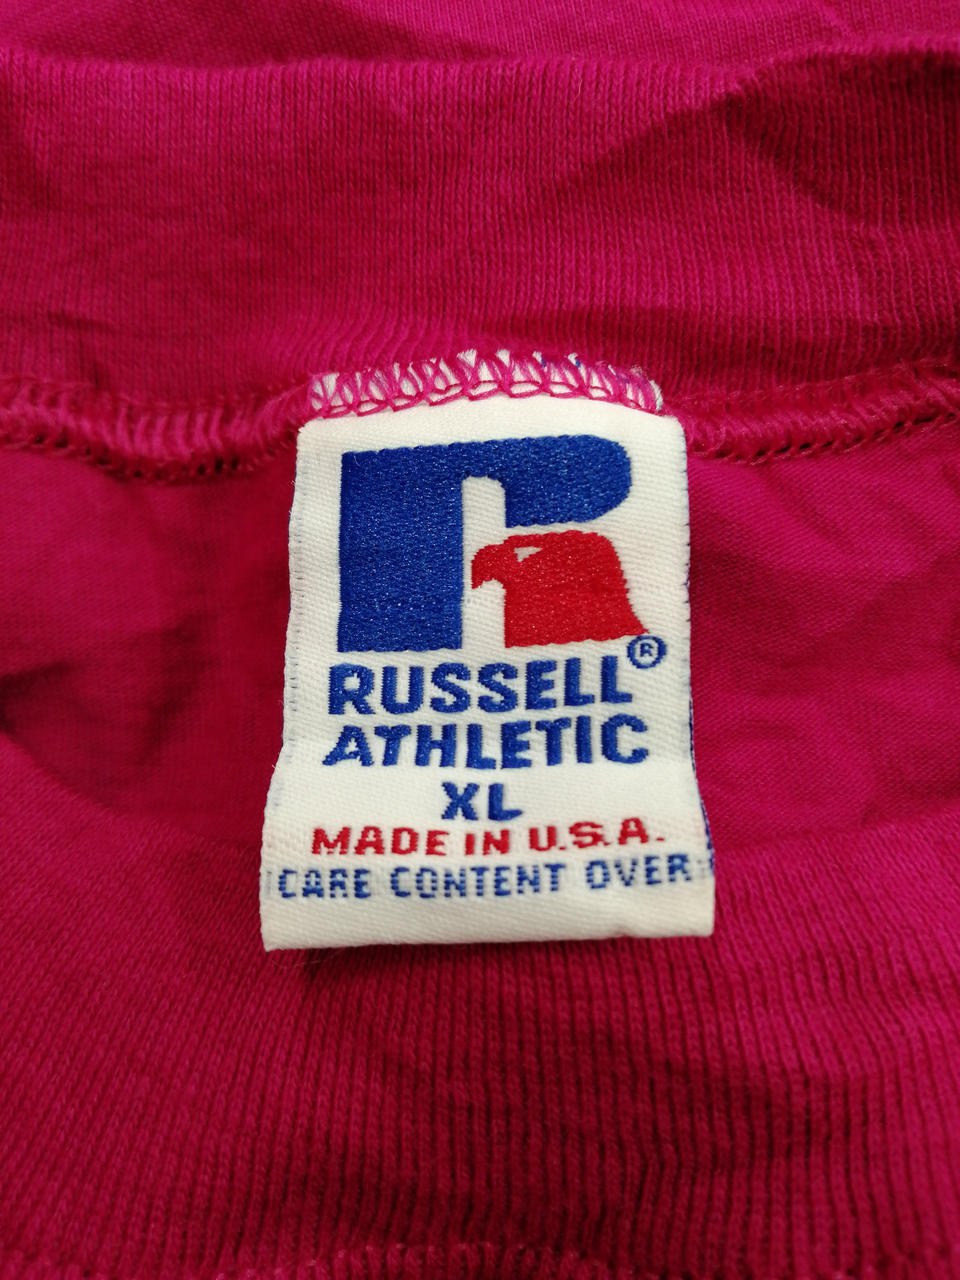 R
RUSSELL®
ATHLETIC
XL
MADE IN U.S.A.
CARE CONTENT OVER